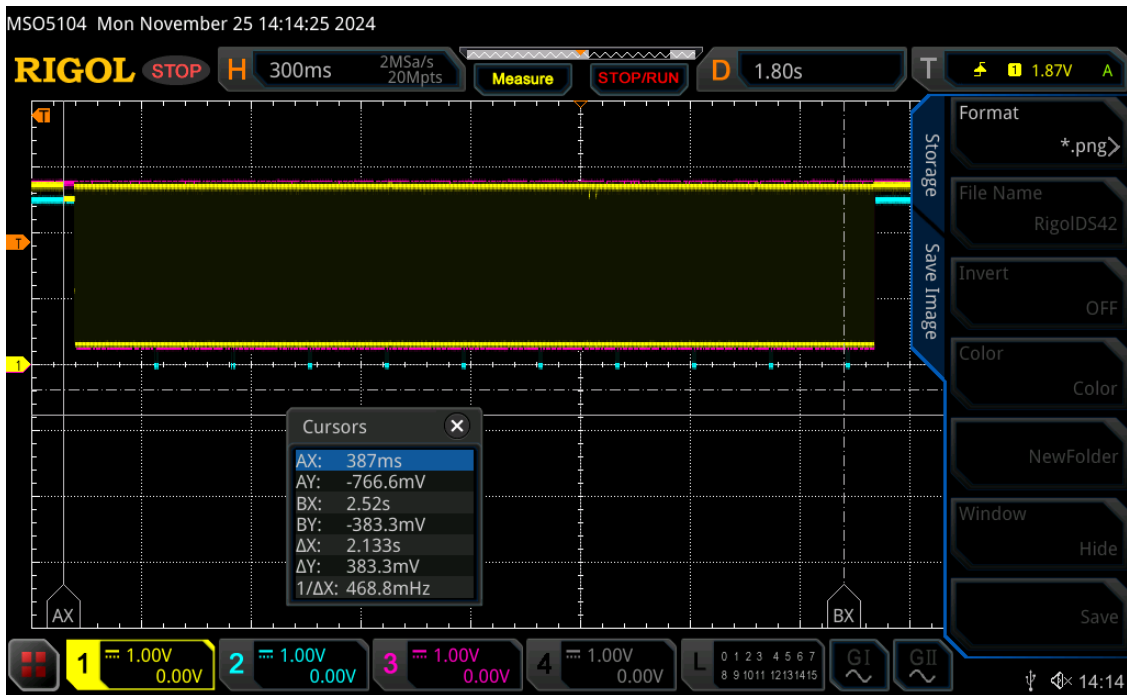 MSO5104 Mon November 25 14:14:25 2024
RIGOL STOP H 300ms 2MSa/s 20Mpts Measure STOP/RUN D 1.80s T 1 1.87V A
T
T
1
Storage
Save Image
Format
*.png
File Name
RigolDS42
Invert
OFF
Color
Color
NewFolder
Window
Hide
Save
Cursors
AX: 387ms
AY: -766.6mV
BX: 2.52s
BY: -383.3mV
ΔX: 2.133s
ΔY: 383.3mV
1/ΔX: 468.8mHz
AX
BX
1 1.00V 0.00V
2 1.00V 0.00V
3 1.00V 0.00V
4 1.00V 0.00V
L 0 1 2 3 4 5 6 7
8 9 10 11 12 13 14 15
GI
GII
14:14